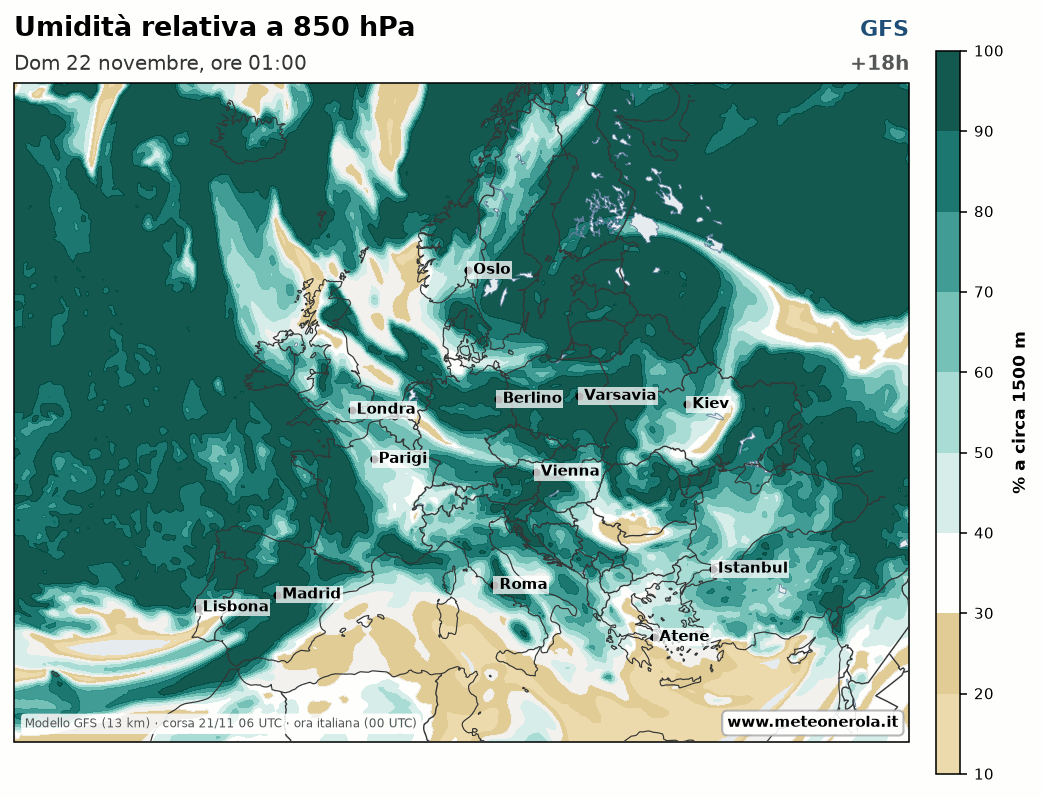 Umidità relativa a 850 hPa
GFS
Dom 22 novembre, ore 01:00
+18h
100
90
80
70
60
50
40
30
20
10
% a circa 1500 m
Oslo
Berlino
Varsavia
Kiev
Londra
Parigi
Vienna
Istanbul
Roma
Madrid
Lisbona
Atene
Modello GFS (13 km) · corsa 21/11 06 UTC · ora italiana (00 UTC)
www.meteonerola.it